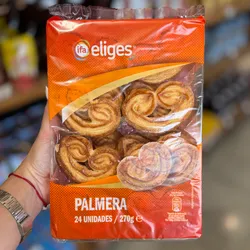 ifa eliges
PALMERA
24 UNIDADES / 270g e